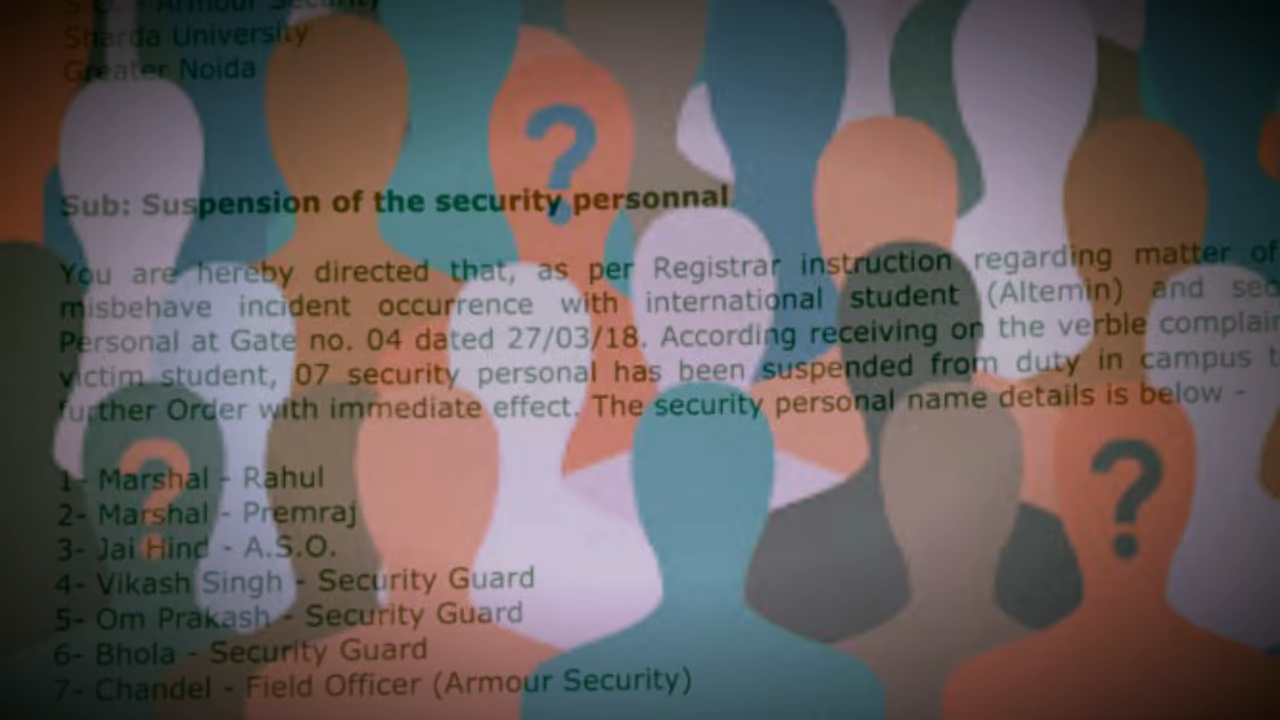 S.O. - Armour Security
Sharda University
Greater Noida
?
Sub: Suspension of the security personnal
You are hereby directed that, as per Registrar instruction regarding matter of
misbehave incident occurrence with international student (Altemin) and sec
Personal at Gate no. 04 dated 27/03/18. According receiving on the verble complain
victim student, 07 security personal has been suspended from duty in campus t
further Order with immediate effect. The security personal name details is below -
?
?
1- Marshal - Rahul
2- Marshal - Premraj
3- Jai Hind - A.S.O.
4- Vikash Singh - Security Guard
5- Om Prakash - Security Guard
6- Bhola - Security Guard
7- Chandel - Field Officer (Armour Security)